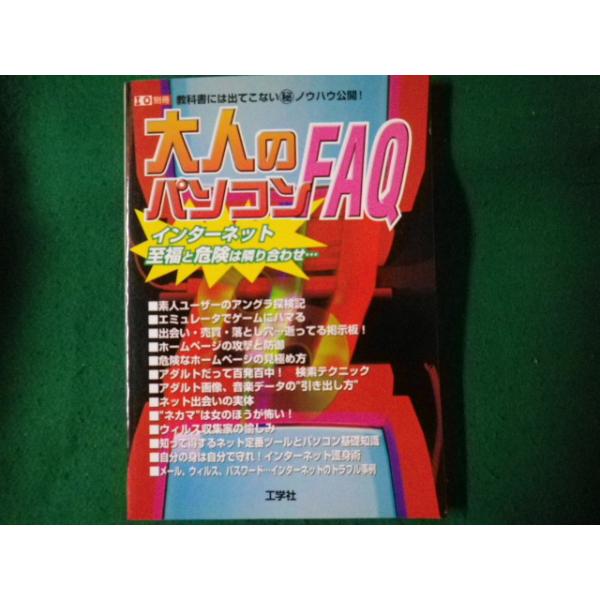 I・O 別冊
教科書には出てこない㊙ノウハウ公開！
大人の
パソコンFAQ
インターネット
至福と危険は隣り合わせ…
■素人ユーザーのアングラ探検記
■エミュレータでゲームにハマる
■出会い・売買・落とし穴…逝ってる掲示板！
■ホームページの攻撃と防御
■危険なホームページの見極め方
■アダルトだって百発百中！ 検索テクニック
■アダルト画像、音楽データの"引き出し方"
■ネット出会いの実体
■"ネカマ"は女のほうが怖い！
■ウィルス収集家の愉しみ
■知って得するネット定番ツールとパソコン基礎知識
■自分の身は自分で守れ！インターネット護身術
■メール、ウィルス、パスワード…インターネットのトラブル事例
工学社